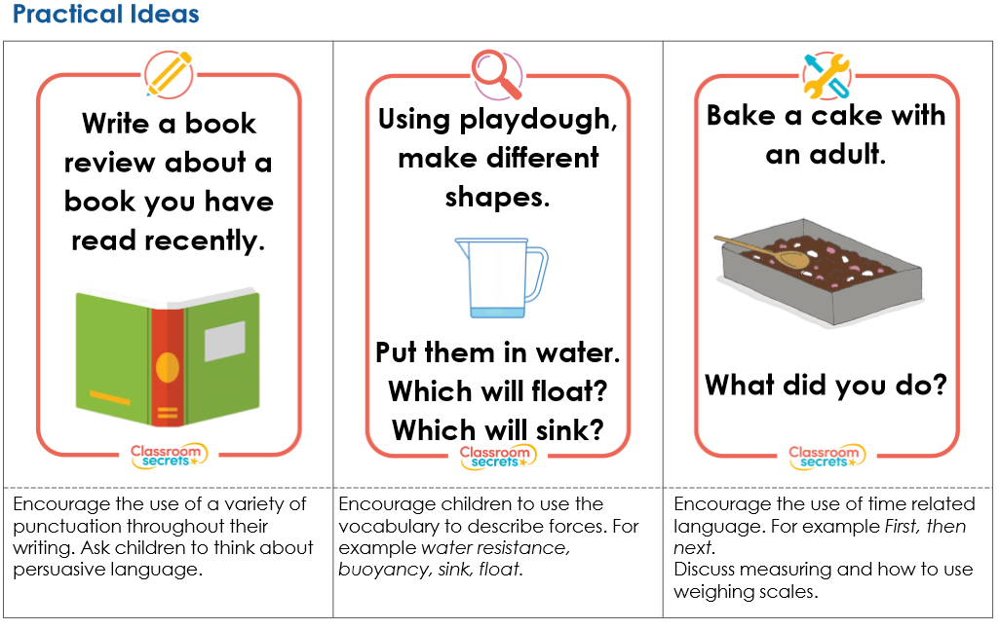 Practical Ideas
Write a book
review about a
book you have
read recently.
Classroom
secrets
Encourage the use of a variety of
punctuation throughout their
writing. Ask children to think about
persuasive language.
Using playdough,
make different
shapes.
Put them in water.
Which will float?
Which will sink?
Classroom
secrets
Encourage children to use the
vocabulary to describe forces. For
example water resistance,
buoyancy, sink, float.
Bake a cake with
an adult.
What did you do?
Classroom
secrets
Encourage the use of time related
language. For example First, then
next.
Discuss measuring and how to use
weighing scales.